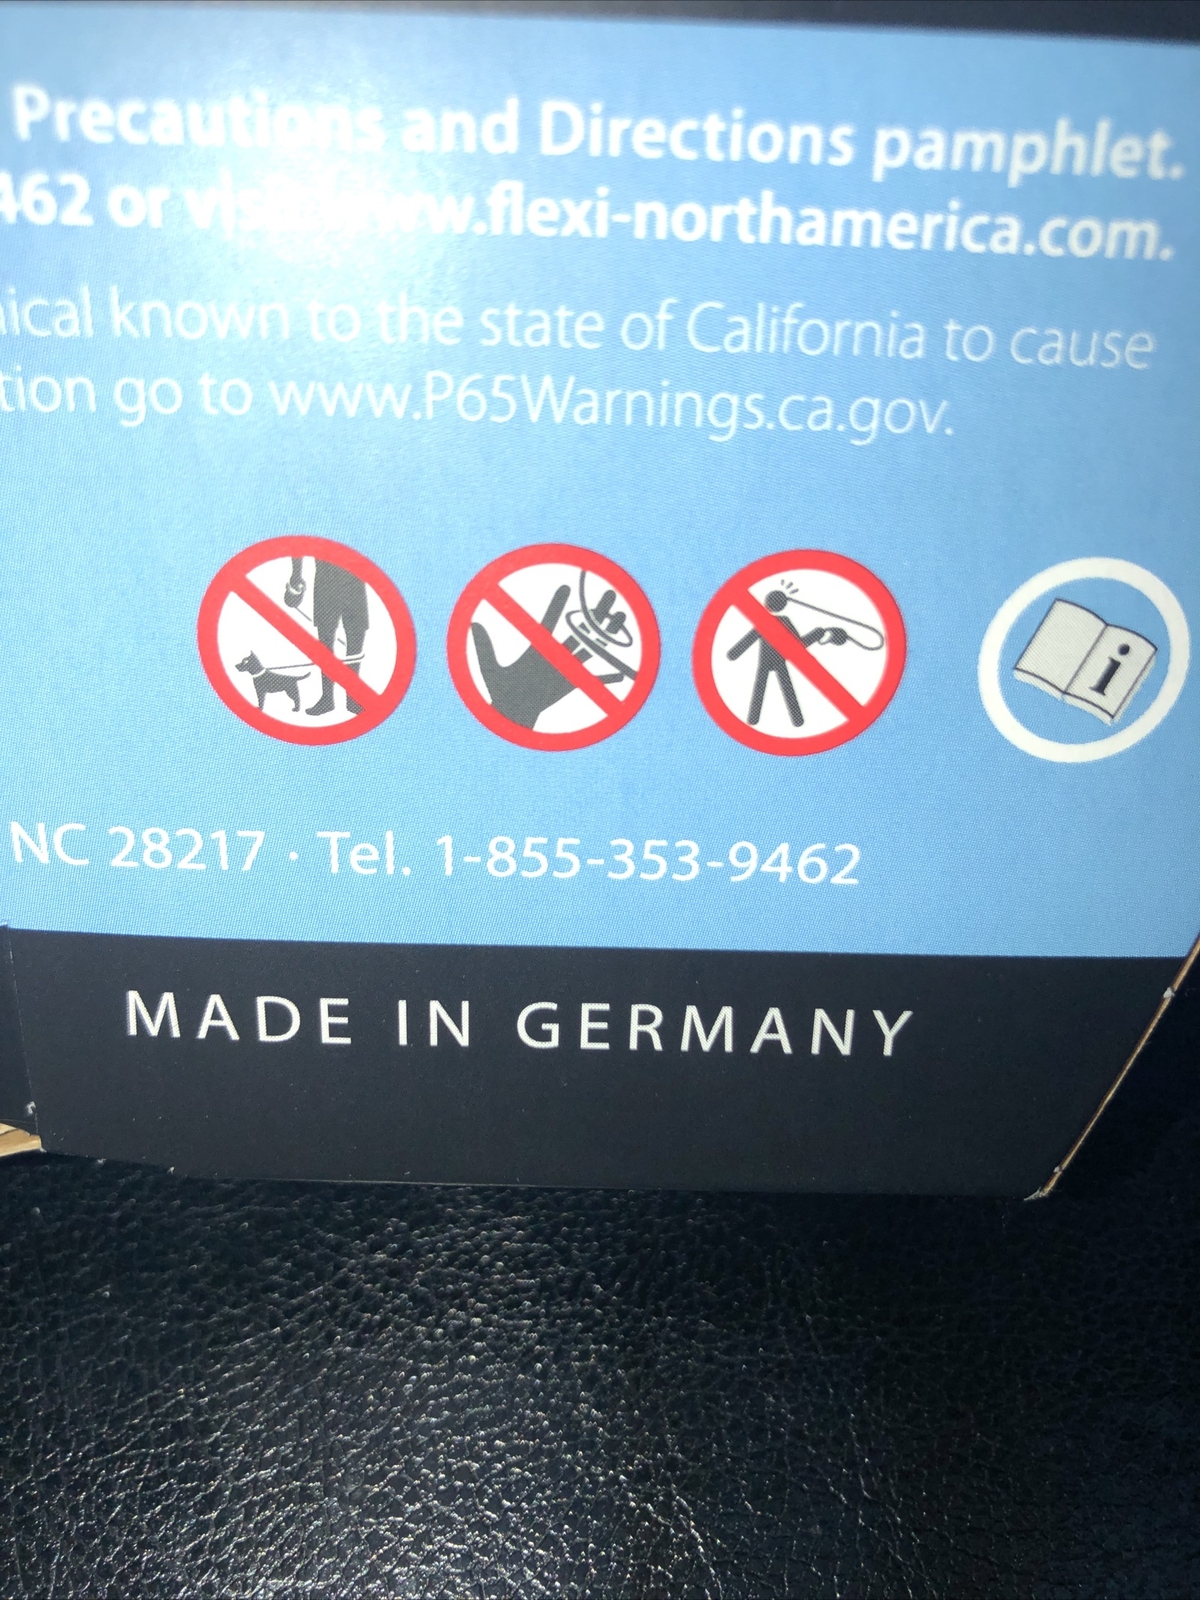 Precautions and Directions pamphlet.
462 or visit www.flexi-northamerica.com.
ical known to the state of California to cause
tion go to www.P65Warnings.ca.gov.
i
NC 28217 · Tel. 1-855-353-9462
MADE IN GERMANY